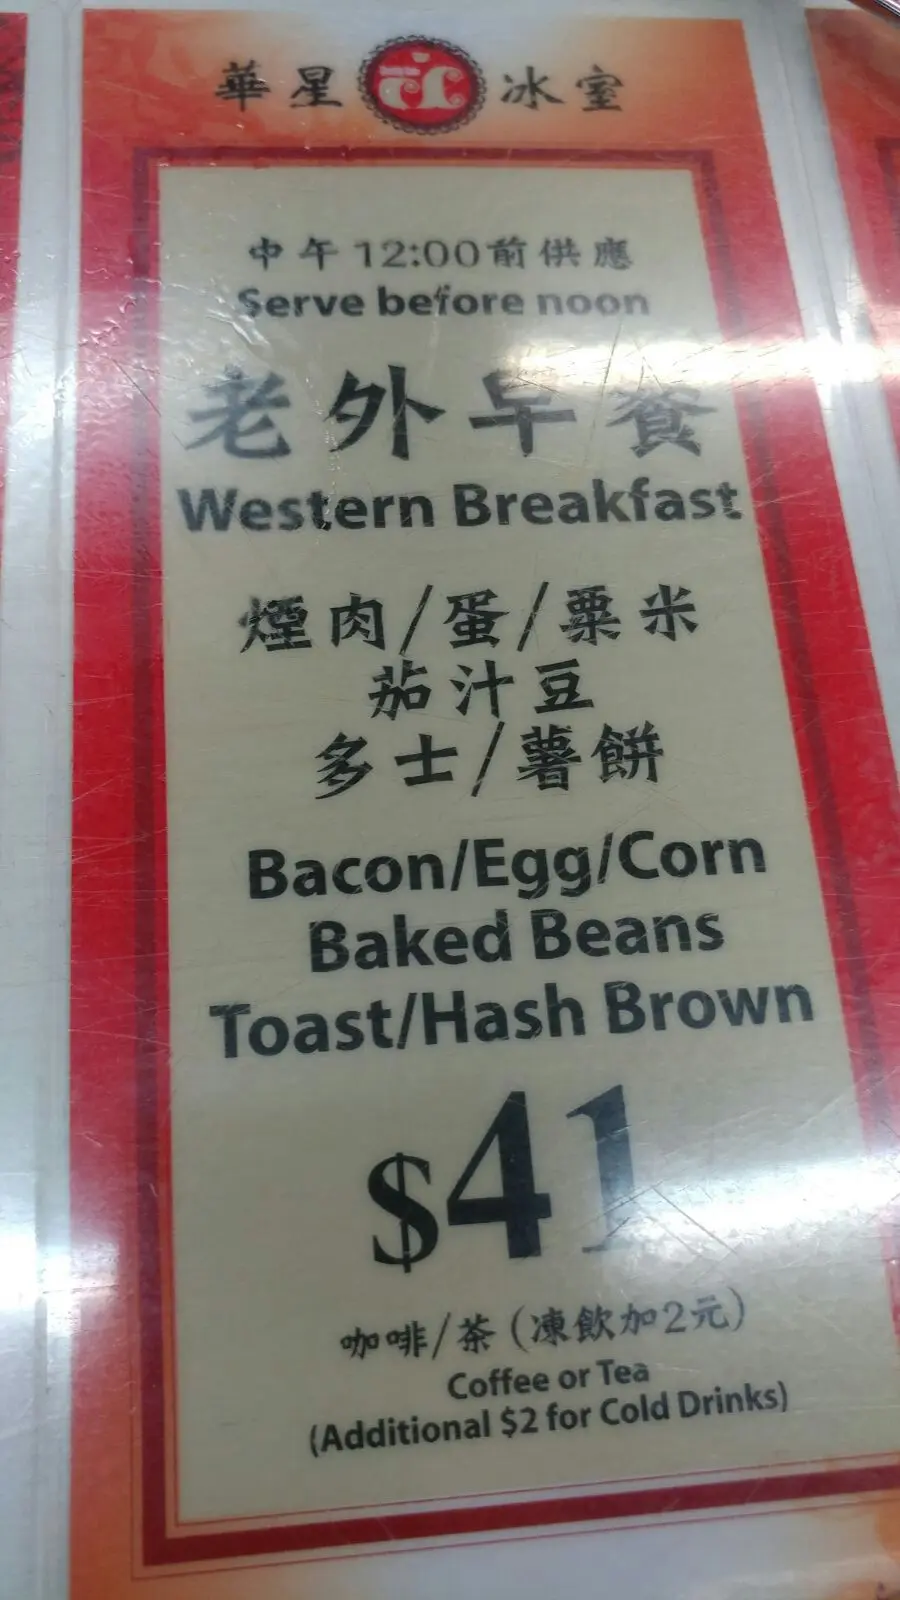 華星冰室
中午12:00前供應
Serve before noon
老外早餐
Western Breakfast
煙肉/蛋/粟米
茄汁豆
多士/薯餅
Bacon/Egg/Corn
Baked Beans
Toast/Hash Brown
$41
咖啡/茶(凍飲加2元)
Coffee or Tea
(Additional $2 for Cold Drinks)